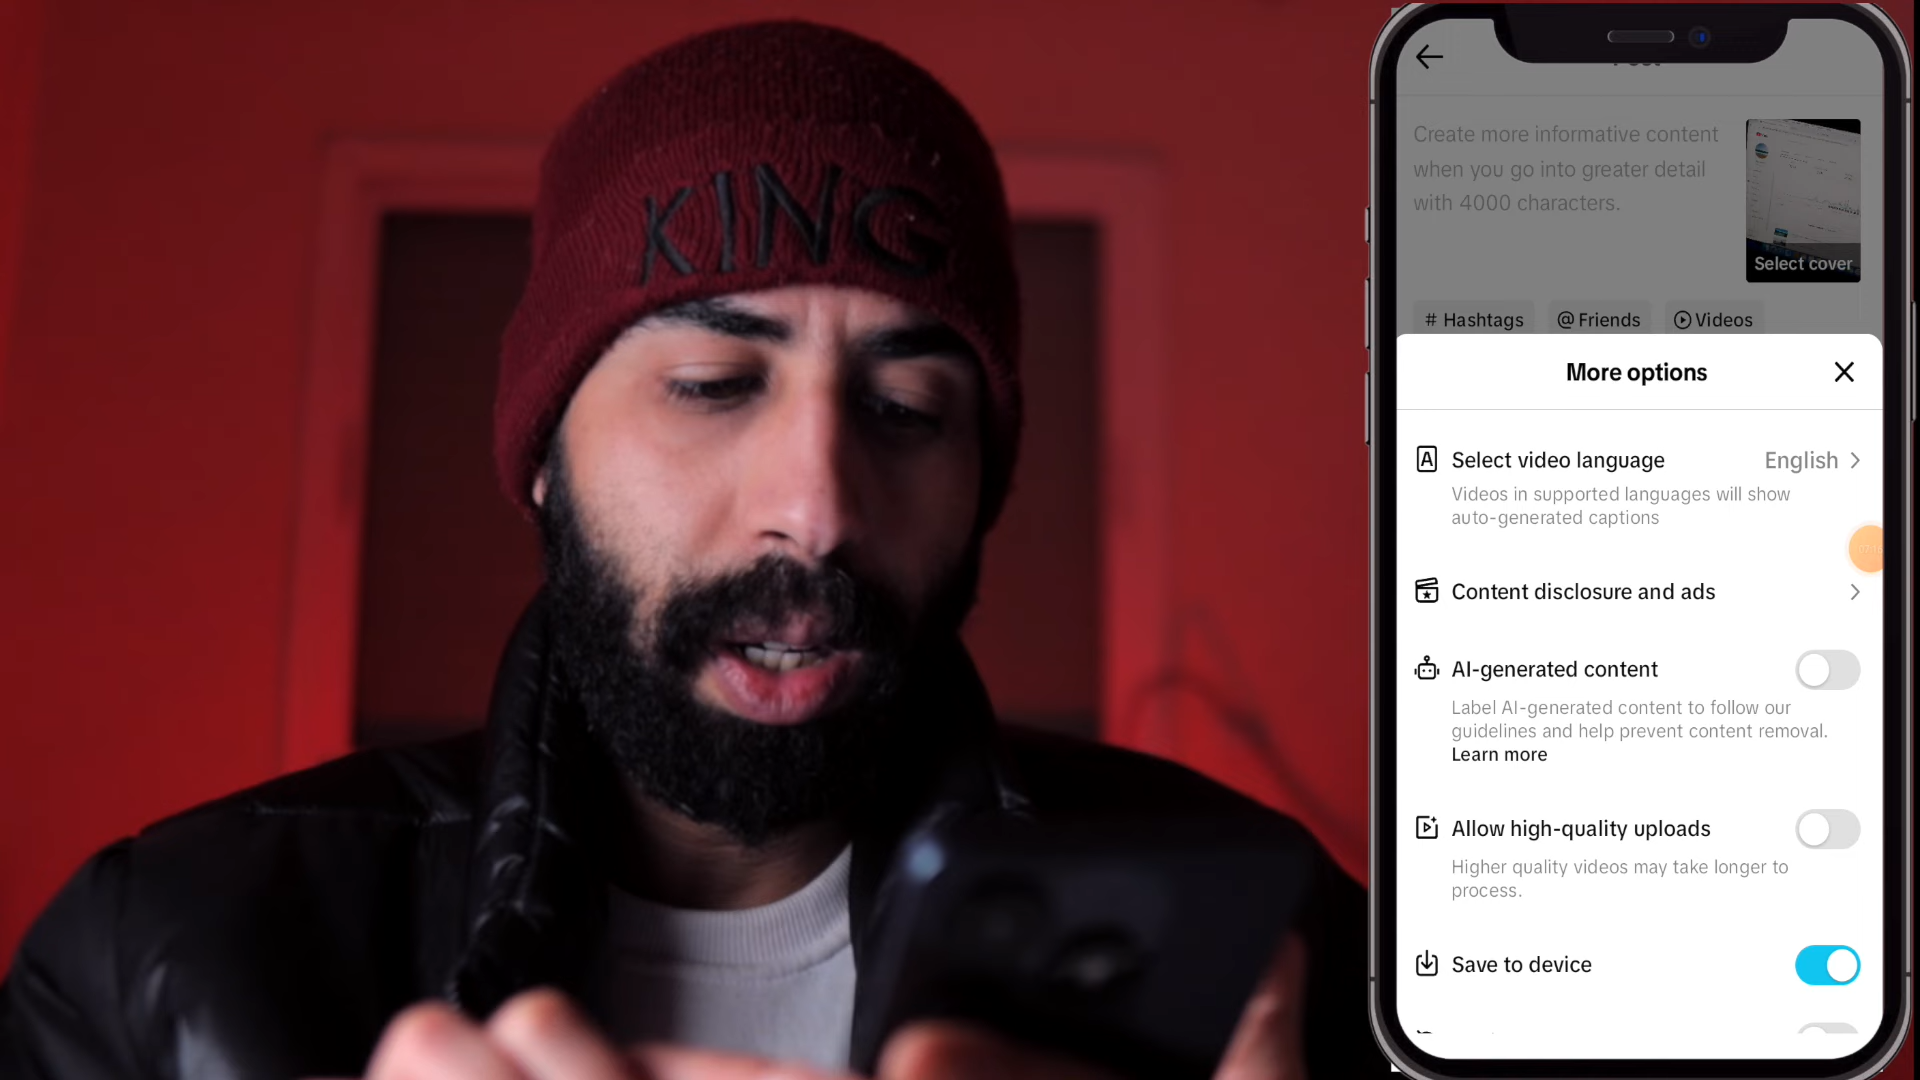 KING
Create more informative content
when you go into greater detail
with 4000 characters.
Select cover
# Hashtags
@ Friends
Videos
More options
Select video language
English
Videos in supported languages will show
auto-generated captions
Content disclosure and ads
AI-generated content
Label AI-generated content to follow our
guidelines and help prevent content removal.
Learn more
Allow high-quality uploads
Higher quality videos may take longer to
process.
Save to device